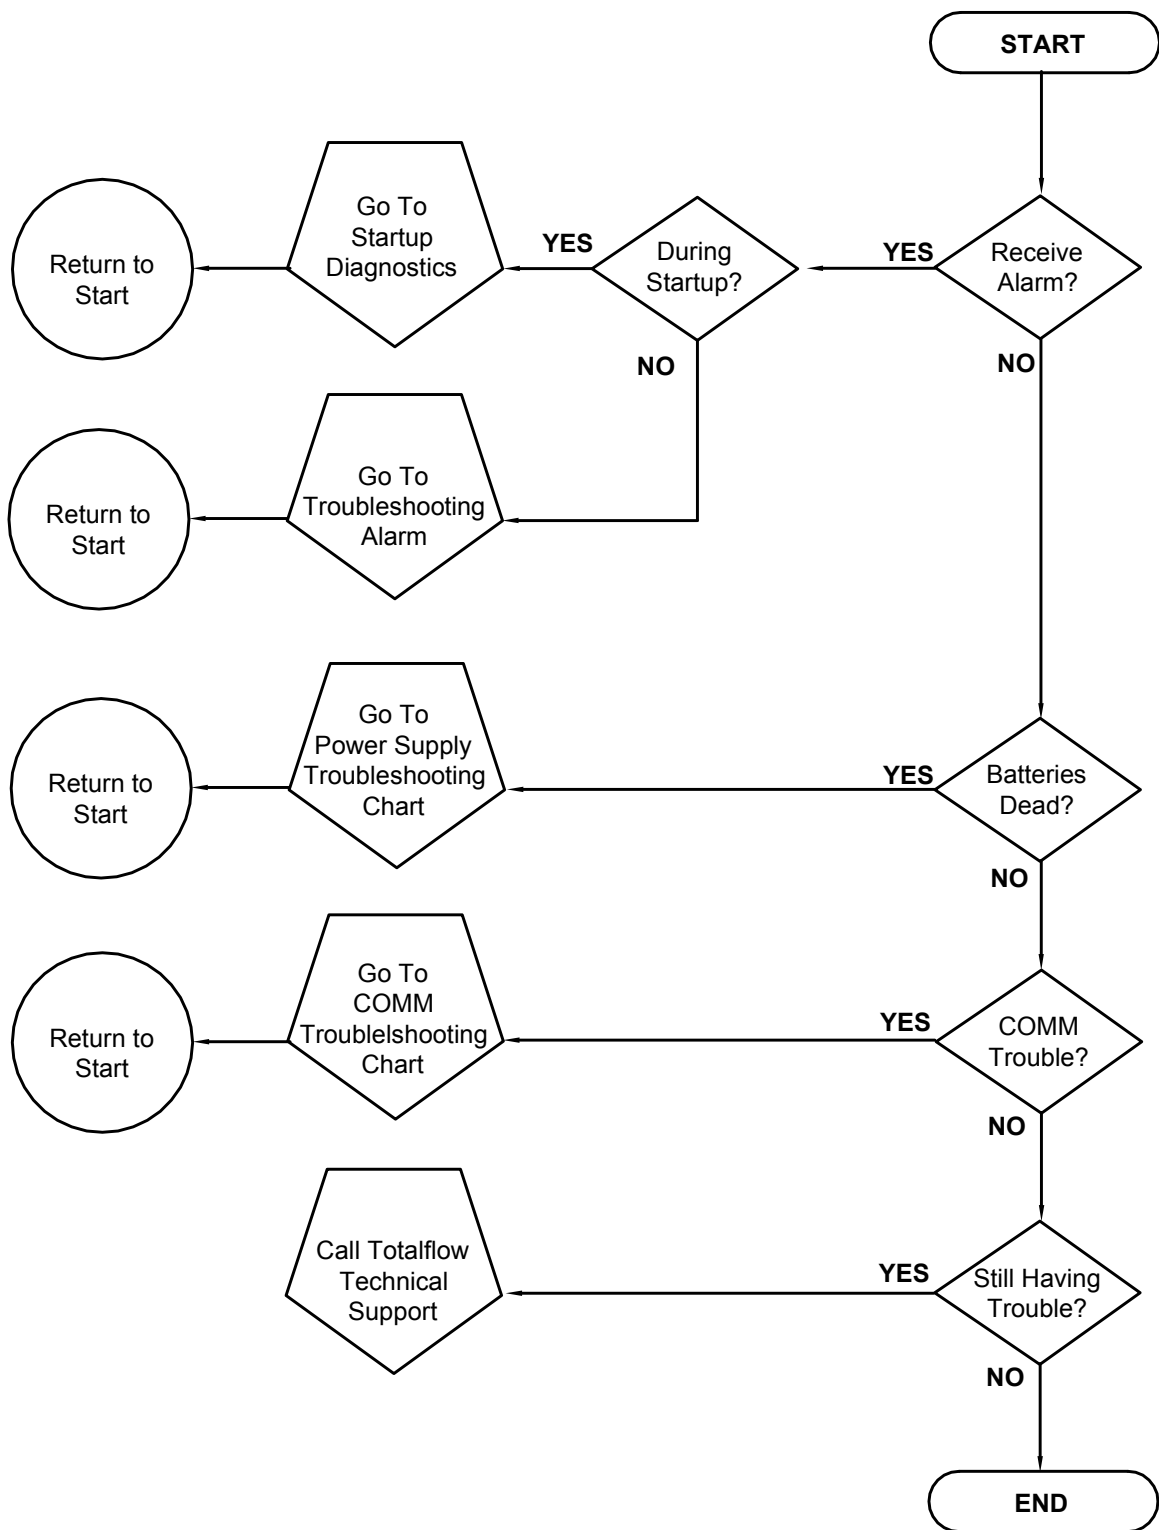 START
Go To
Startup
Diagnostics
Return to
Start
YES
During
Startup?
YES
Receive
Alarm?
NO
NO
Go To
Troubleshooting
Alarm
Return to
Start
Go To
Power Supply
Troubleshooting
Chart
Return to
Start
YES
Batteries
Dead?
NO
Go To
COMM
Troublelshooting
Chart
Return to
Start
YES
COMM
Trouble?
NO
Call Totalflow
Technical
Support
YES
Still Having
Trouble?
NO
END